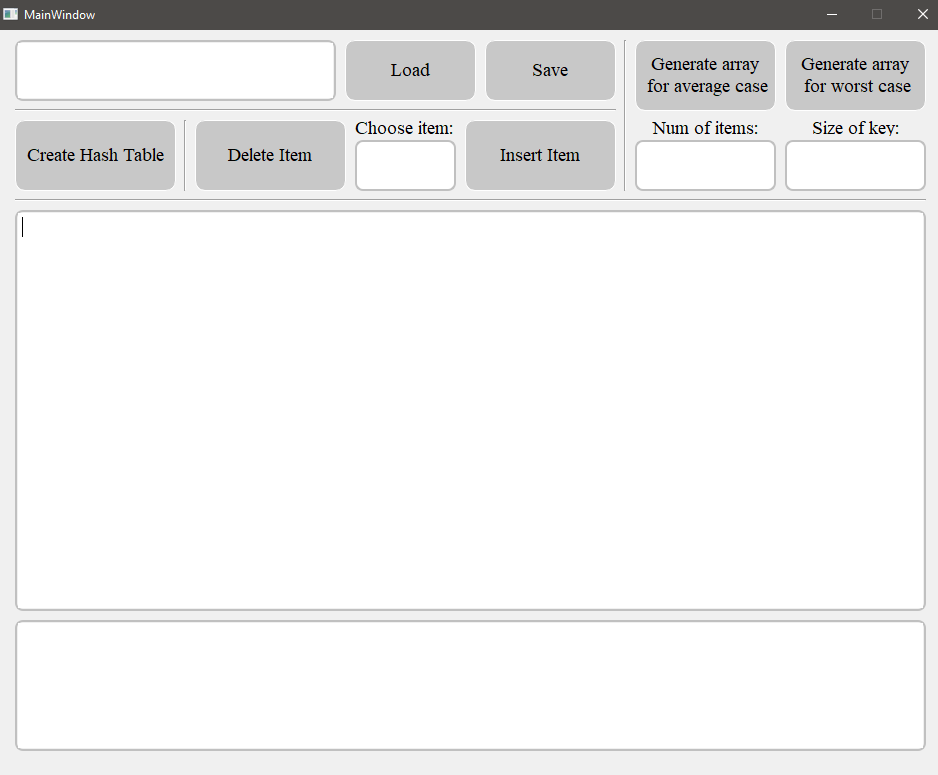 MainWindow
Load
Save
Generate array
for average case
Generate array
for worst case
Create Hash Table
Delete Item
Choose item:
Insert Item
Num of items:
Size of key: